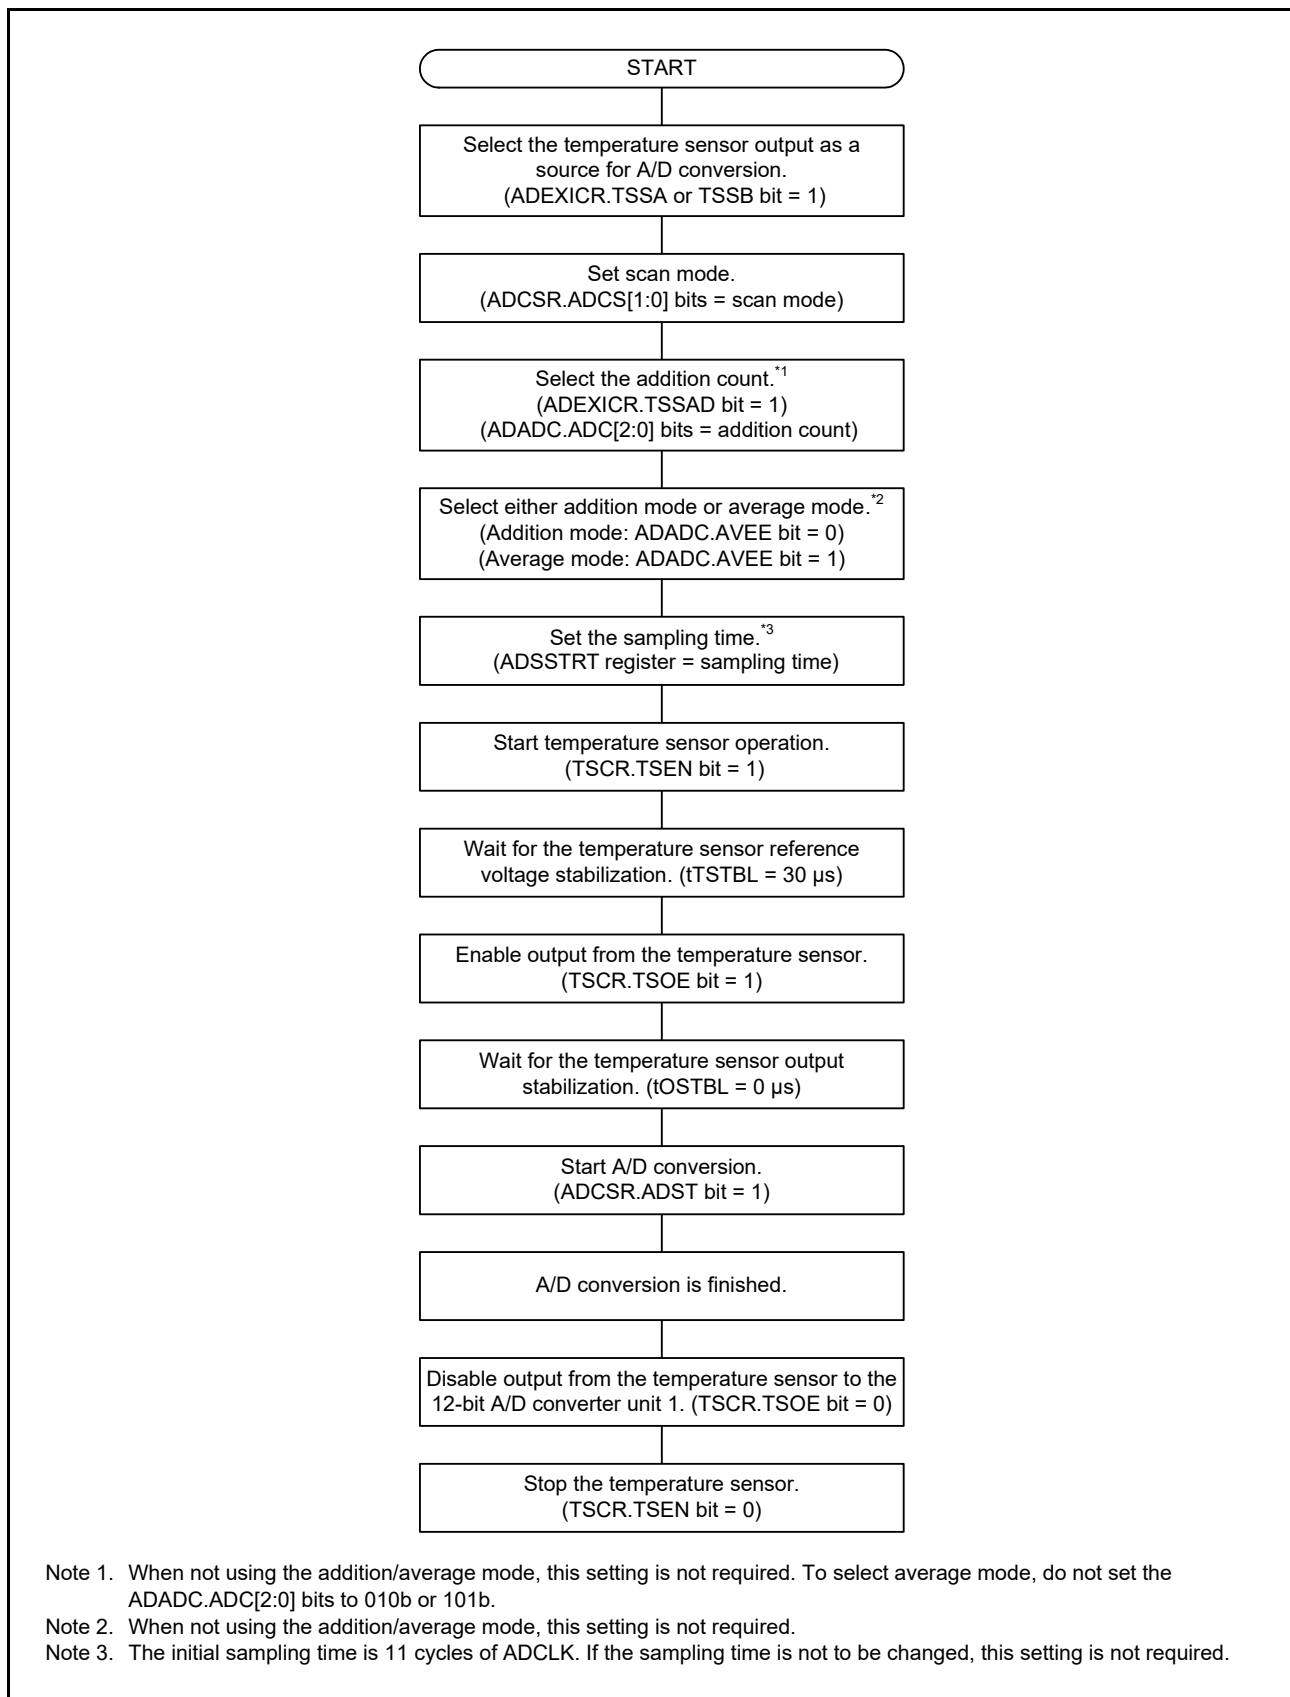 START
Select the temperature sensor output as a
source for A/D conversion.
(ADEXICR.TSSA or TSSB bit = 1)
Set scan mode.
(ADCSR.ADCS[1:0] bits = scan mode)
Select the addition count.*1
(ADEXICR.TSSAD bit = 1)
(ADADC.ADC[2:0] bits = addition count)
Select either addition mode or average mode.*2
(Addition mode: ADADC.AVEE bit = 0)
(Average mode: ADADC.AVEE bit = 1)
Set the sampling time.*3
(ADSSTRT register = sampling time)
Start temperature sensor operation.
(TSCR.TSEN bit = 1)
Wait for the temperature sensor reference
voltage stabilization. (tTSTBL = 30 µs)
Enable output from the temperature sensor.
(TSCR.TSOE bit = 1)
Wait for the temperature sensor output
stabilization. (tOSTBL = 0 µs)
Start A/D conversion.
(ADCSR.ADST bit = 1)
A/D conversion is finished.
Disable output from the temperature sensor to the
12-bit A/D converter unit 1. (TSCR.TSOE bit = 0)
Stop the temperature sensor.
(TSCR.TSEN bit = 0)
Note 1. When not using the addition/average mode, this setting is not required. To select average mode, do not set the
ADADC.ADC[2:0] bits to 010b or 101b.
Note 2. When not using the addition/average mode, this setting is not required.
Note 3. The initial sampling time is 11 cycles of ADCLK. If the sampling time is not to be changed, this setting is not required.